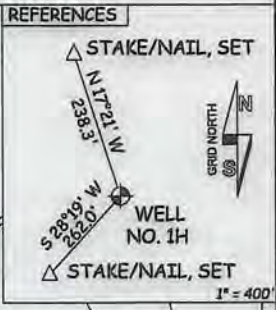 REFERENCES
STAKE/NAIL, SET
N 17°21' W
238.3'
GRID NORTH
N
S
S 28°19' W
262.0'
WELL
NO. 1H
STAKE/NAIL, SET
1" = 400'